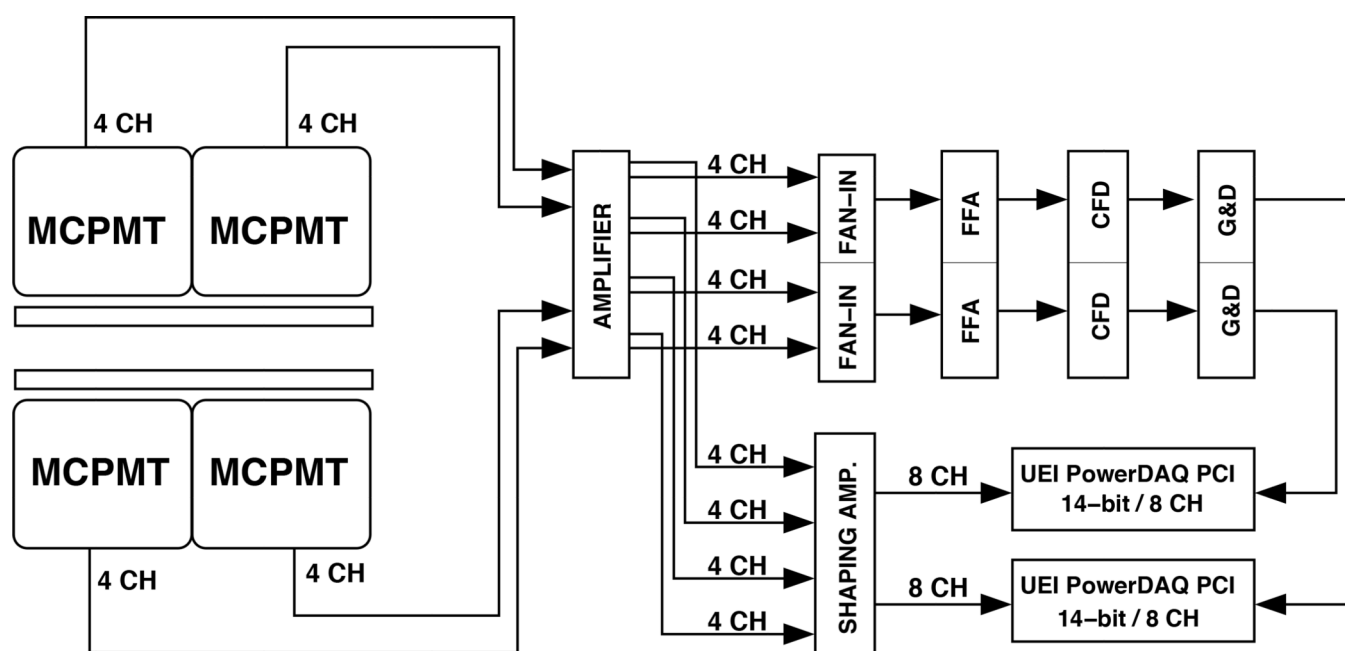 4 CH
4 CH
MCPMT
MCPMT
MCPMT
MCPMT
4 CH
4 CH
AMPLIFIER
4 CH
4 CH
4 CH
4 CH
FAN–IN
FAN–IN
FFA
FFA
CFD
CFD
G&D
G&D
4 CH
4 CH
4 CH
4 CH
SHAPING AMP.
8 CH
8 CH
UEI PowerDAQ PCI
14–bit / 8 CH
UEI PowerDAQ PCI
14–bit / 8 CH